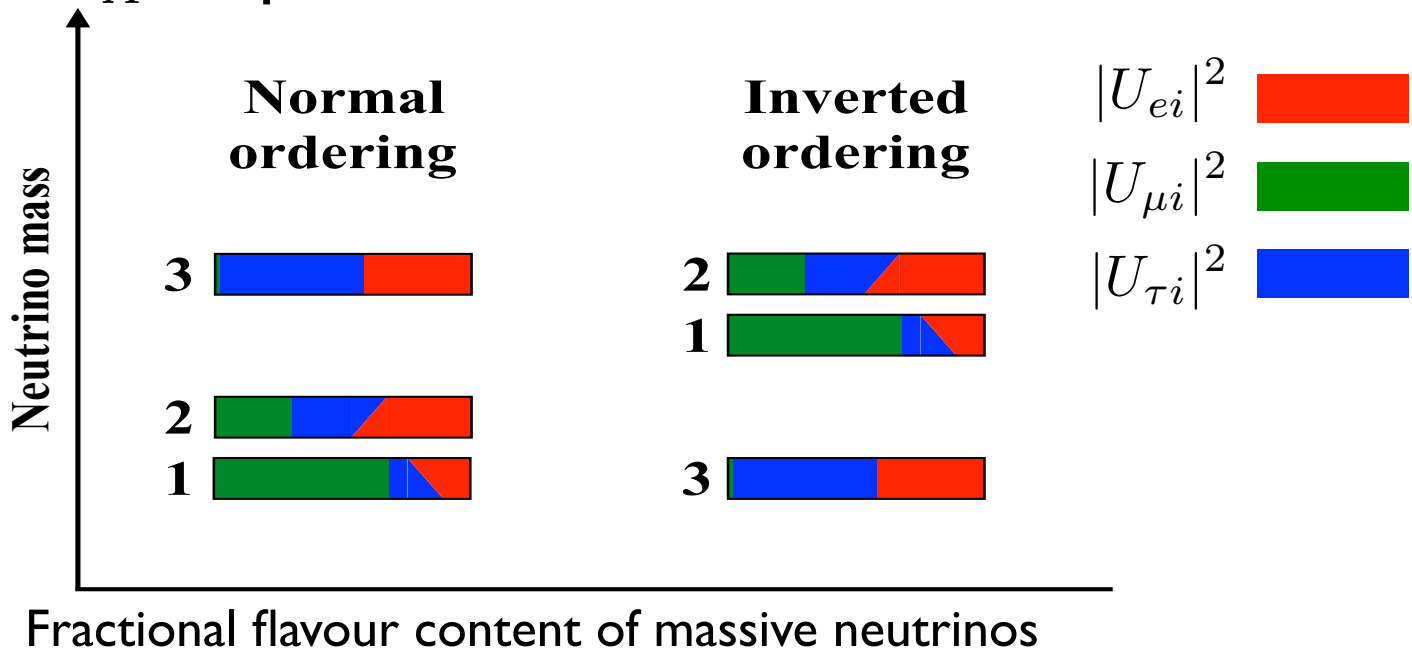 Normal
ordering
Inverted
ordering
|U_{ei}|^2
|U_{μi}|^2
|U_{τi}|^2
Neutrino mass
3
2
1
2
1
3
Fractional flavour content of massive neutrinos